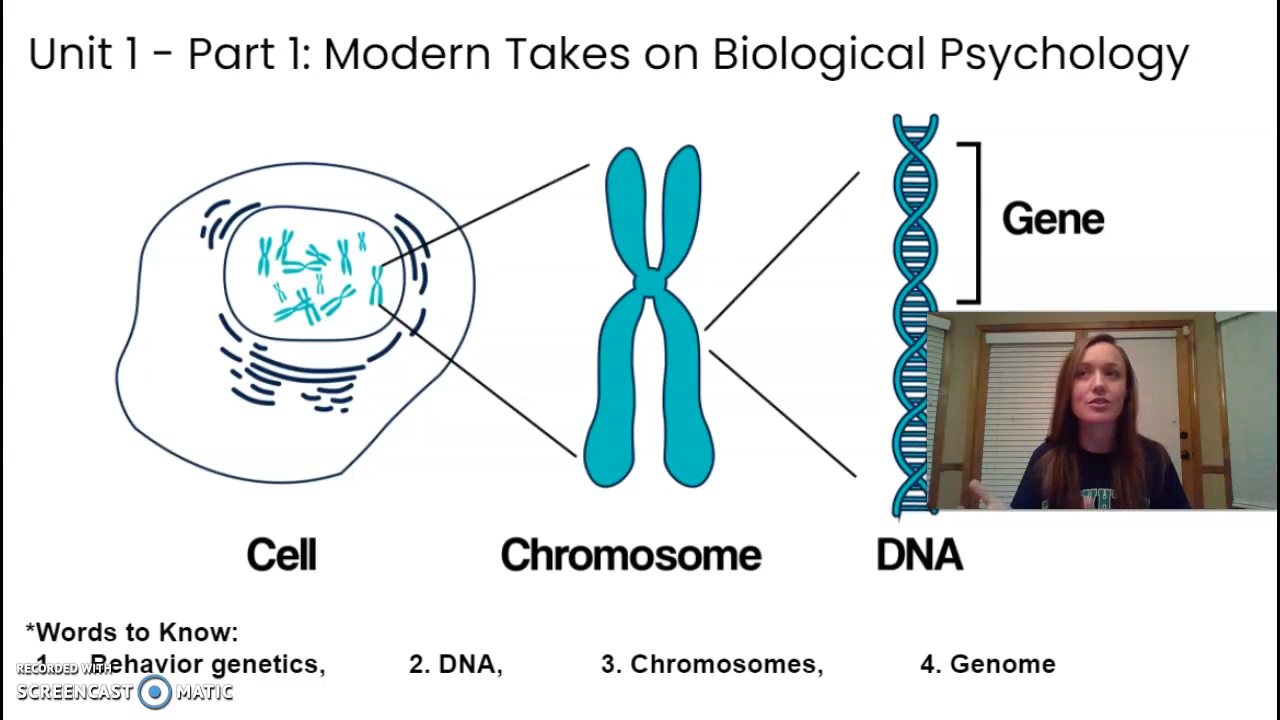 Unit 1 - Part 1: Modern Takes on Biological Psychology
Gene
Cell Chromosome DNA
*Words to Know:
1. Behavior genetics, 2. DNA, 3. Chromosomes, 4. Genome
RECORDED WITH
SCREENCAST MATIC